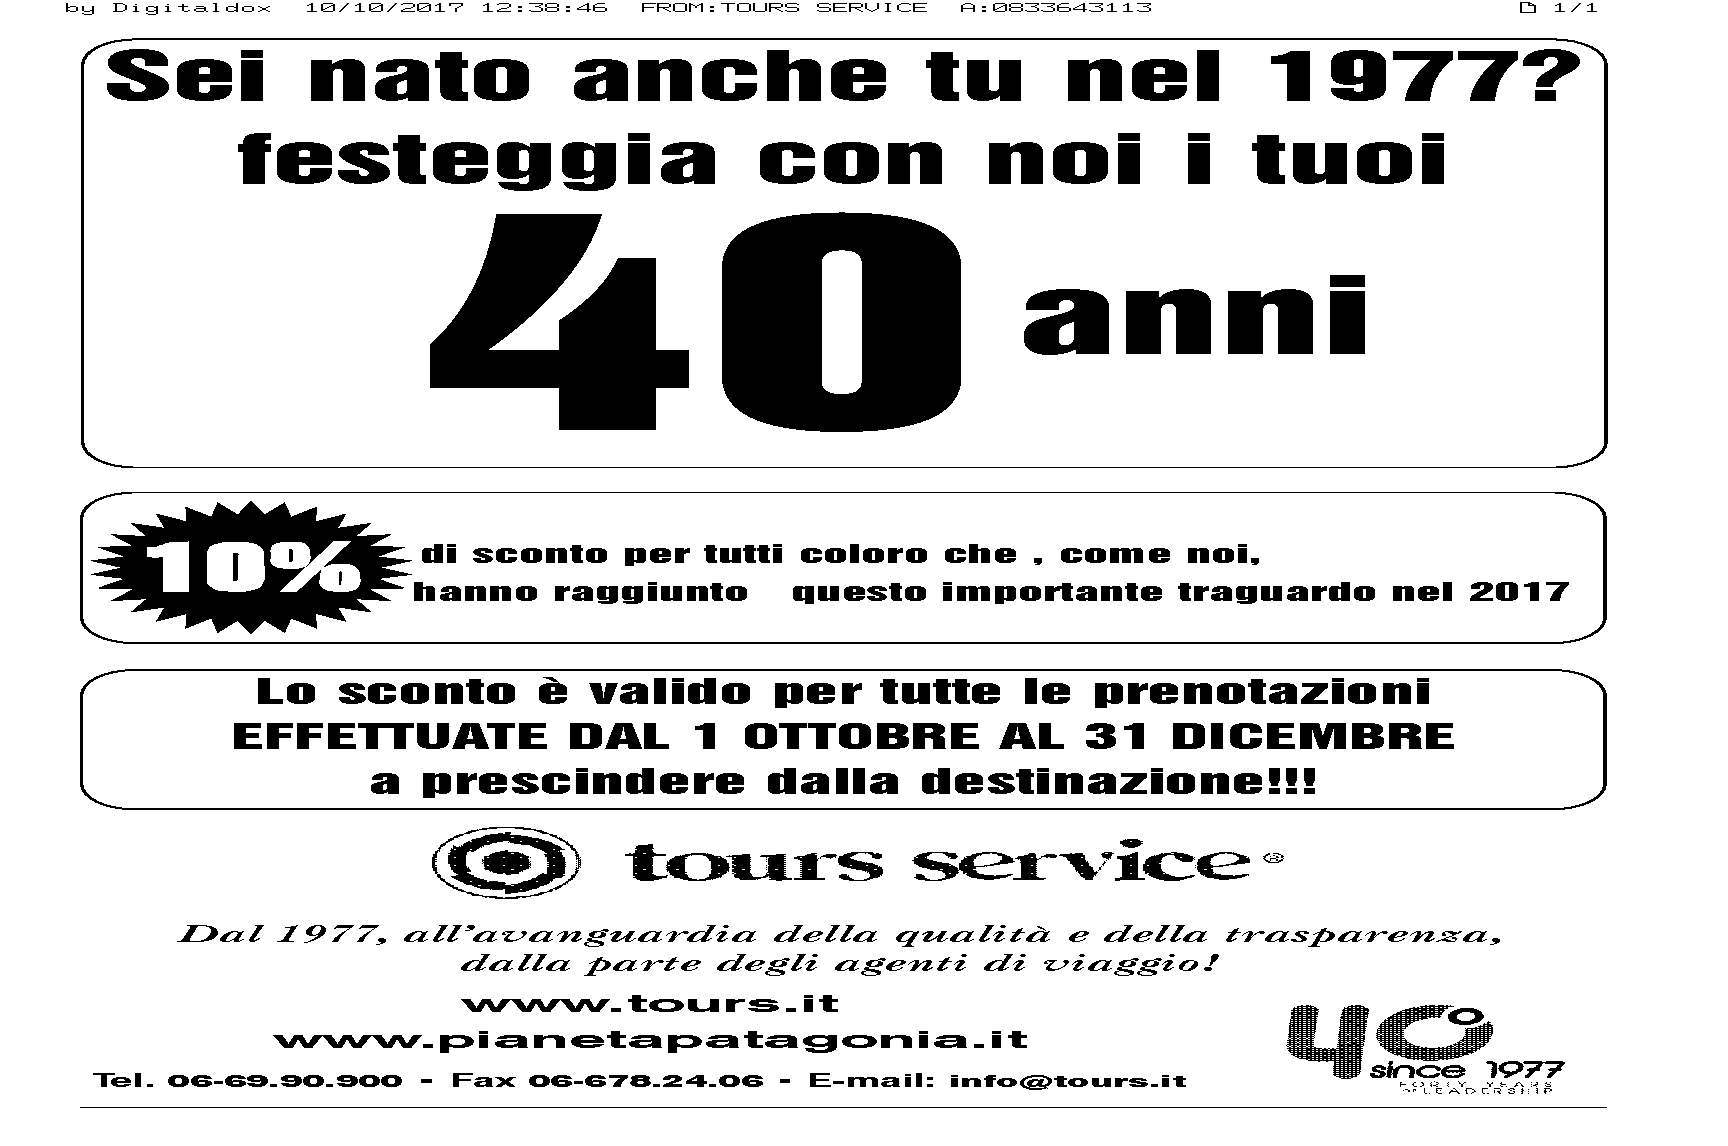 by Digitaldox 10/10/2017 12:38:46 FROM:TOURS SERVICE A:0833643113 1/1
Sei nato anche tu nel 1977?
festeggia con noi i tuoi
40 anni
10% di sconto per tutti coloro che , come noi,
hanno raggiunto questo importante traguardo nel 2017
Lo sconto è valido per tutte le prenotazioni
EFFETTUATE DAL 1 OTTOBRE AL 31 DICEMBRE
a prescindere dalla destinazione!!!
tours service®
Dal 1977, all'avanguardia della qualità e della trasparenza,
dalla parte degli agenti di viaggio!
www.tours.it
www.pianetapatagonia.it
Tel. 06-69.90.900 - Fax 06-678.24.06 - E-mail: info@tours.it
40
since 1977
FORTY YEARS
of LEADERSHIP